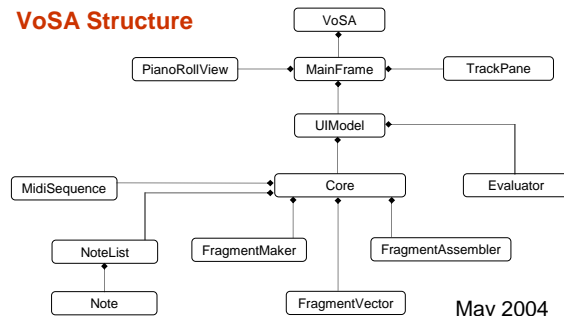 VoSA Structure
VoSA
PianoRollView
MainFrame
TrackPane
UIModel
MidiSequence
Core
Evaluator
NoteList
FragmentMaker
FragmentAssembler
Note
FragmentVector
May 2004